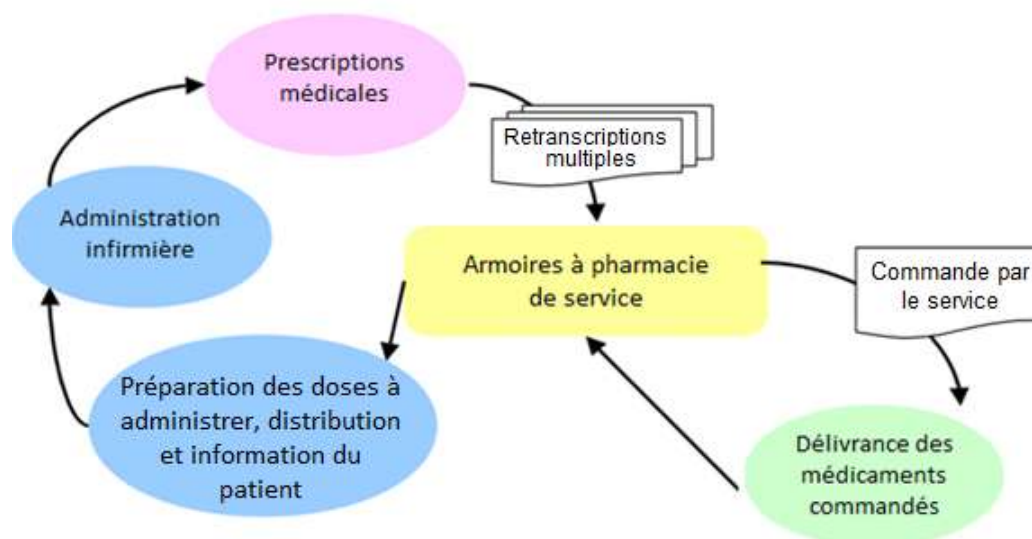 Prescriptions
médicales
Retranscriptions
multiples
Administration
infirmière
Armoires à pharmacie
de service
Commande par
le service
Préparation des doses à
administrer, distribution
et information du
patient
Délivrance des
médicaments
commandés